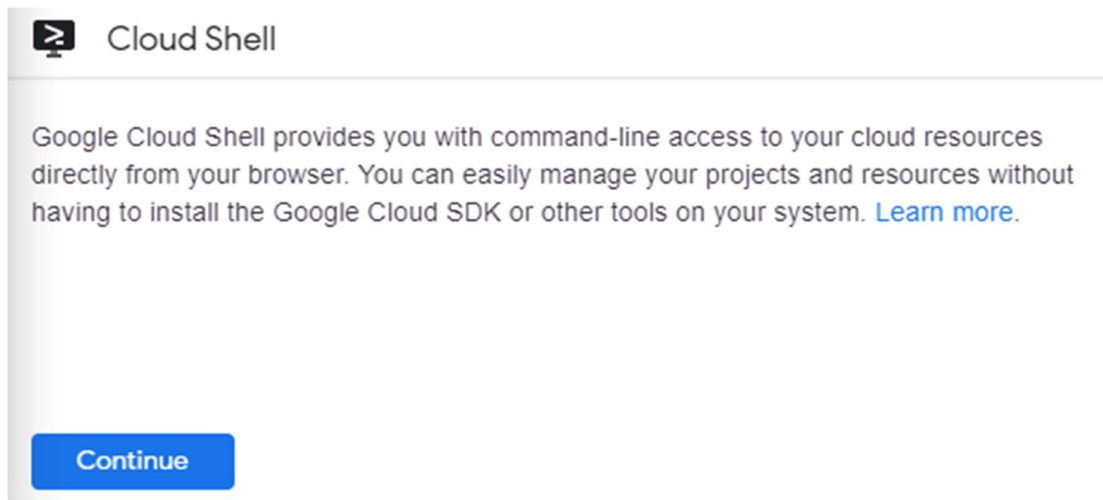 Cloud Shell
Google Cloud Shell provides you with command-line access to your cloud resources
directly from your browser. You can easily manage your projects and resources without
having to install the Google Cloud SDK or other tools on your system. Learn more.
Continue